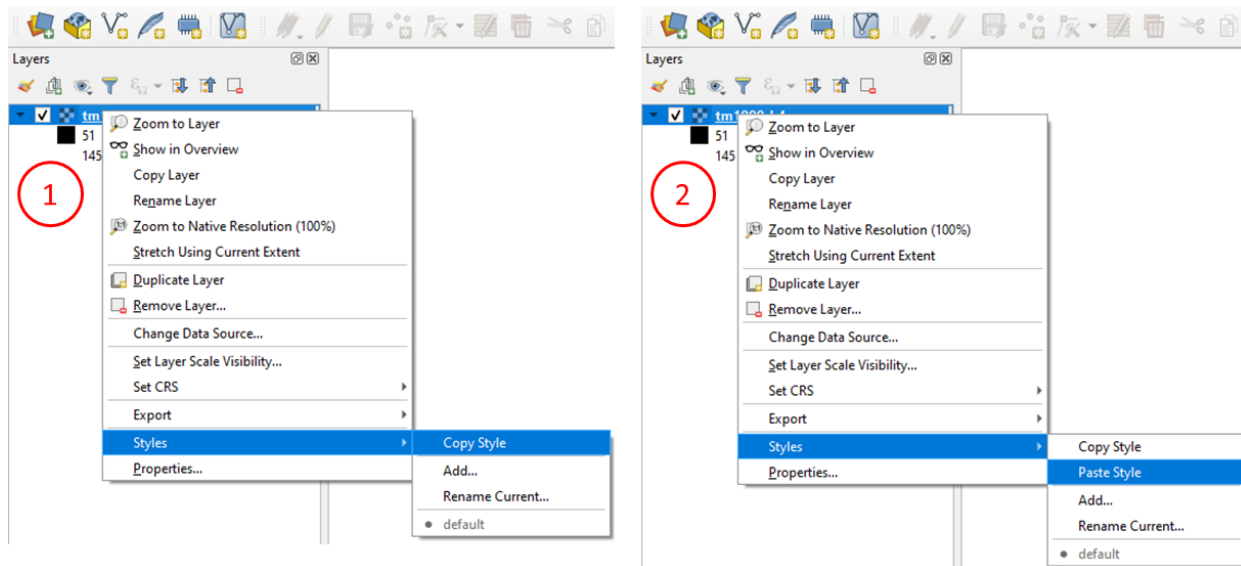 Layers
tm
51
145
1
Zoom to Layer
Show in Overview
Copy Layer
Rename Layer
Zoom to Native Resolution (100%)
Stretch Using Current Extent
Duplicate Layer
Remove Layer...
Change Data Source...
Set Layer Scale Visibility...
Set CRS
Export
Styles
Properties...
Copy Style
Add...
Rename Current...
default
Layers
51
145
2
Zoom to Layer
Show in Overview
Copy Layer
Rename Layer
Zoom to Native Resolution (100%)
Stretch Using Current Extent
Duplicate Layer
Remove Layer...
Change Data Source...
Set Layer Scale Visibility...
Set CRS
Export
Styles
Properties...
Copy Style
Paste Style
Add...
Rename Current...
default